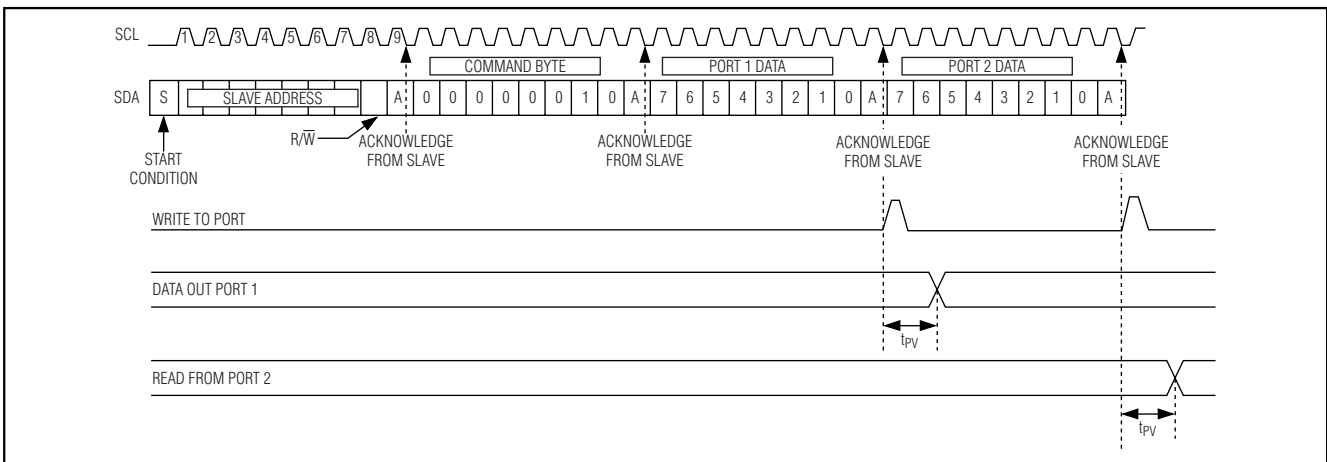 SCL 1 2 3 4 5 6 7 8 9
COMMAND BYTE PORT 1 DATA PORT 2 DATA
SDA S SLAVE ADDRESS A 0 0 0 0 0 0 1 0 A 7 6 5 4 3 2 1 0 A 7 6 5 4 3 2 1 0 A
R/W̅ ACKNOWLEDGE ACKNOWLEDGE ACKNOWLEDGE ACKNOWLEDGE
FROM SLAVE FROM SLAVE FROM SLAVE FROM SLAVE
START
CONDITION
WRITE TO PORT
DATA OUT PORT 1
tPV
READ FROM PORT 2
tPV